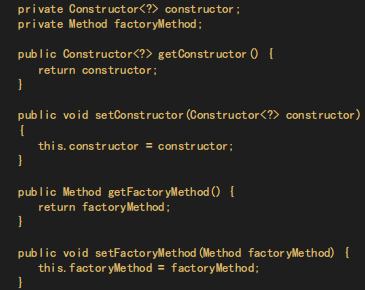 private Constructor<?> constructor;
private Method factoryMethod;
public Constructor<?> getConstructor() {
return constructor;
}
public void setConstructor(Constructor<?> constructor)
{
this.constructor = constructor;
}
public Method getFactoryMethod() {
return factoryMethod;
}
public void setFactoryMethod(Method factoryMethod) {
this.factoryMethod = factoryMethod;
}